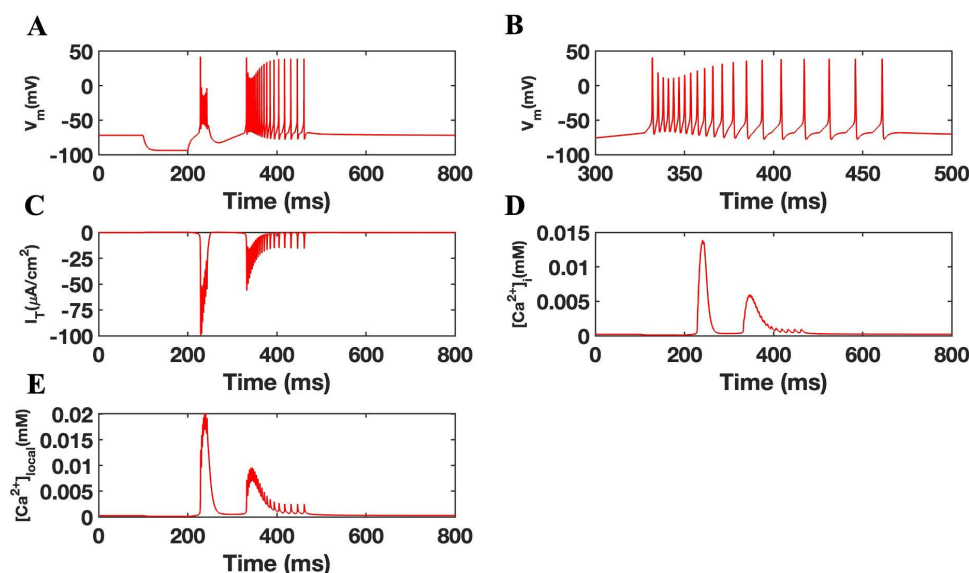 A
50
0
-50
-100
V_m(mV)
0 200 400 600 800
Time (ms)
B
50
0
-50
-100
V_m(mV)
300 350 400 450 500
Time (ms)
C
0
-25
-50
-75
-100
I_T(μA/cm²)
0 200 400 600 800
Time (ms)
D
0.015
0.01
0.005
0
[Ca²⁺]_i(mM)
0 200 400 600 800
Time (ms)
E
0.02
0.015
0.01
0.005
0
[Ca²⁺]_local(mM)
0 200 400 600 800
Time (ms)